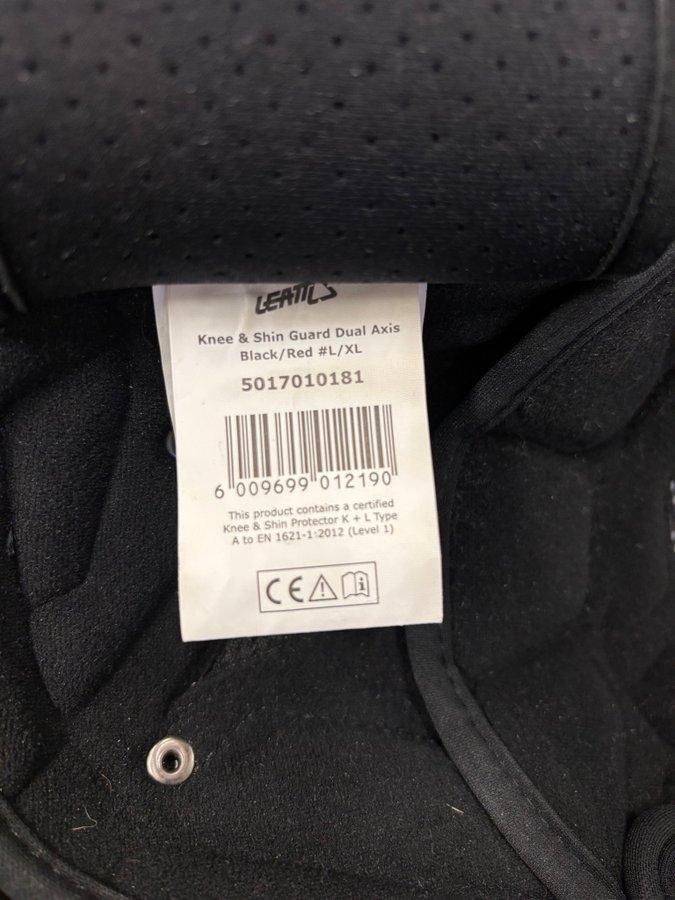 LEATT
Knee & Shin Guard Dual Axis
Black/Red #L/XL
5017010181
6 009699 012190
This product contains a certified
Knee & Shin Protector K + L Type
A to EN 1621-1:2012 (Level 1)
CE